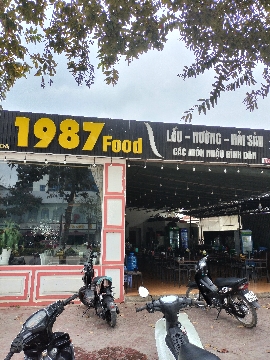 1987 Food
LẨU - NƯỚNG - HẢI SẢN
CÁC MÓN NHẬU BÌNH DÂN